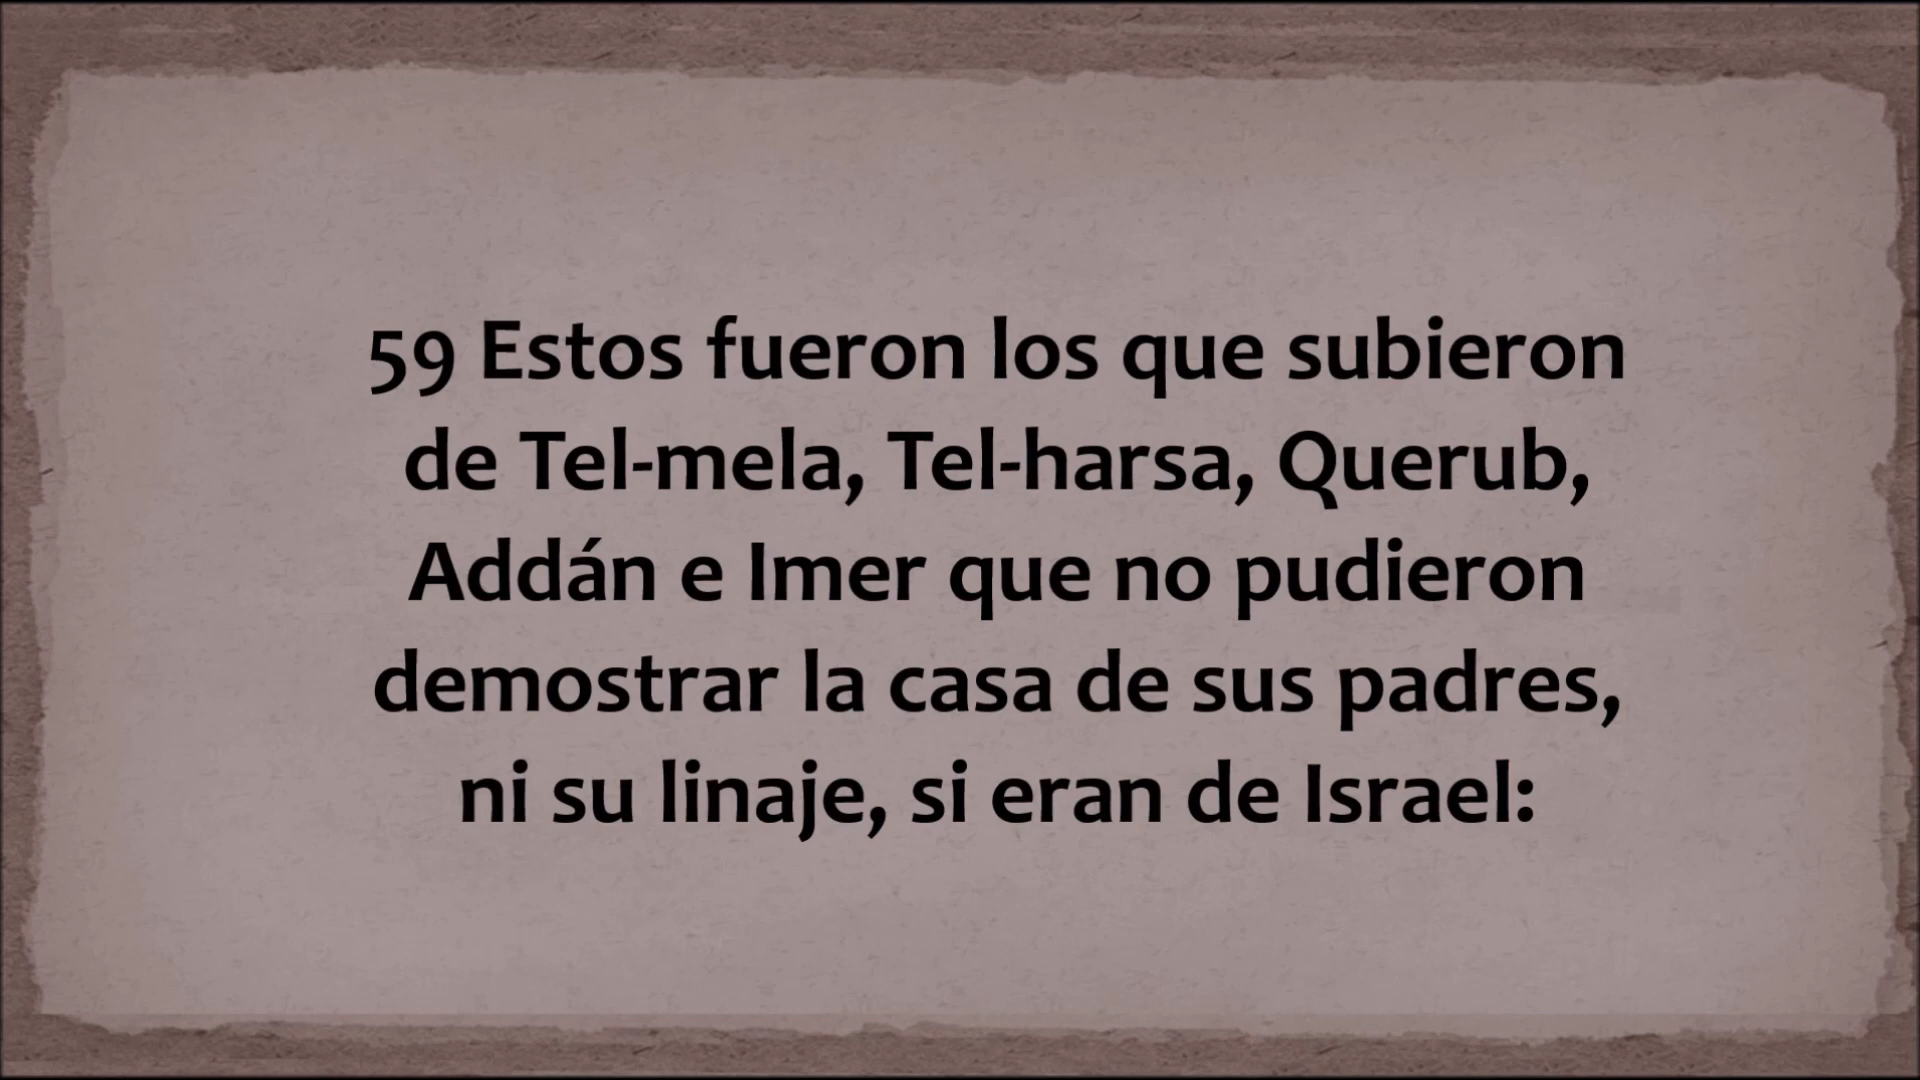 59 Estos fueron los que subieron
de Tel-mela, Tel-harsa, Querub,
Addán e Imer que no pudieron
demostrar la casa de sus padres,
ni su linaje, si eran de Israel: